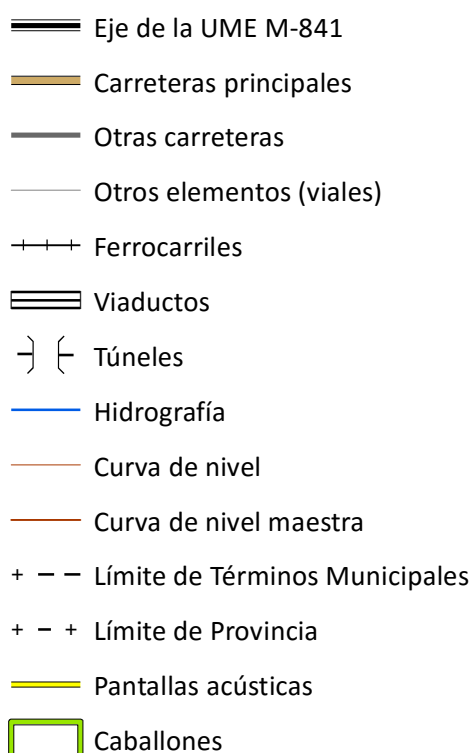 Eje de la UME M-841
Carreteras principales
Otras carreteras
Otros elementos (viales)
Ferrocarriles
Viaductos
Túneles
Hidrografía
Curva de nivel
Curva de nivel maestra
Límite de Términos Municipales
Límite de Provincia
Pantallas acústicas
Caballones